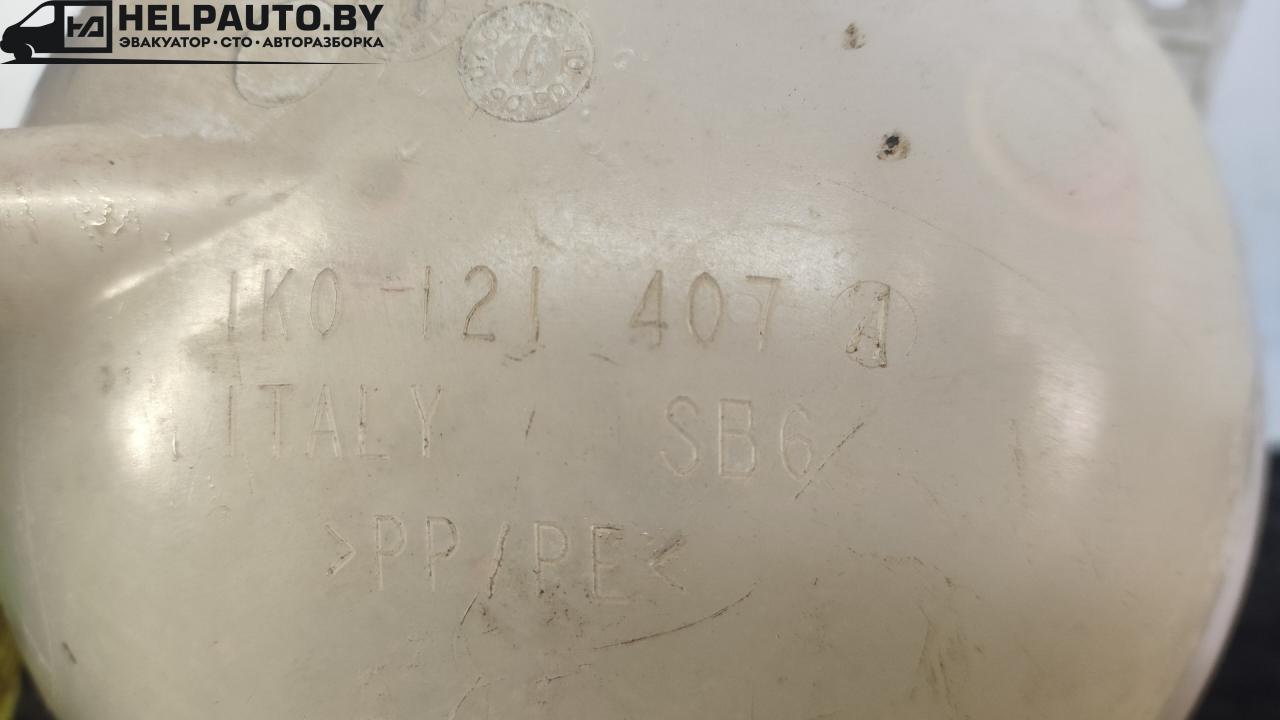 HELPAUTO.BY
ЭВАКУАТОР·СТО·АВТОРАЗБОРКА
1K0 121 407 A
ITALY SB6
>PP/PE<